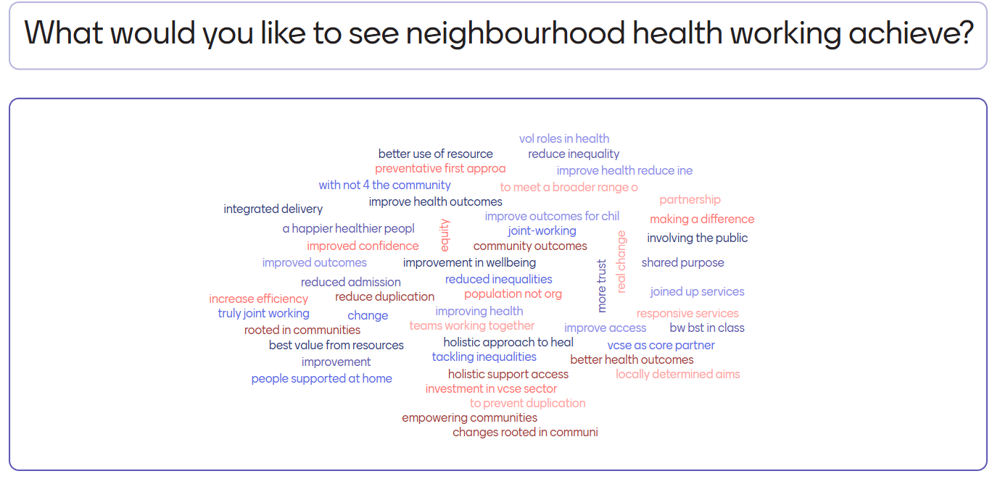 What would you like to see neighbourhood health working achieve?
vol roles in health
better use of resource
reduce inequality
preventative first approa
improve health reduce ine
with not 4 the community
to meet a broader range o
improve health outcomes
partnership
integrated delivery
improve outcomes for chil
making a difference
a happier healthier peopl
equity
joint-working
involving the public
improved confidence
community outcomes
real change
improved outcomes
improvement in wellbeing
more trust
shared purpose
reduced admission
reduced inequalities
increase efficiency
reduce duplication
population not org
joined up services
truly joint working
change
improving health
responsive services
rooted in communities
teams working together
improve access
bw bst in class
best value from resources
holistic approach to heal
vcse as core partner
improvement
tackling inequalities
better health outcomes
people supported at home
holistic support access
locally determined aims
investment in vcse sector
to prevent duplication
empowering communities
changes rooted in communi